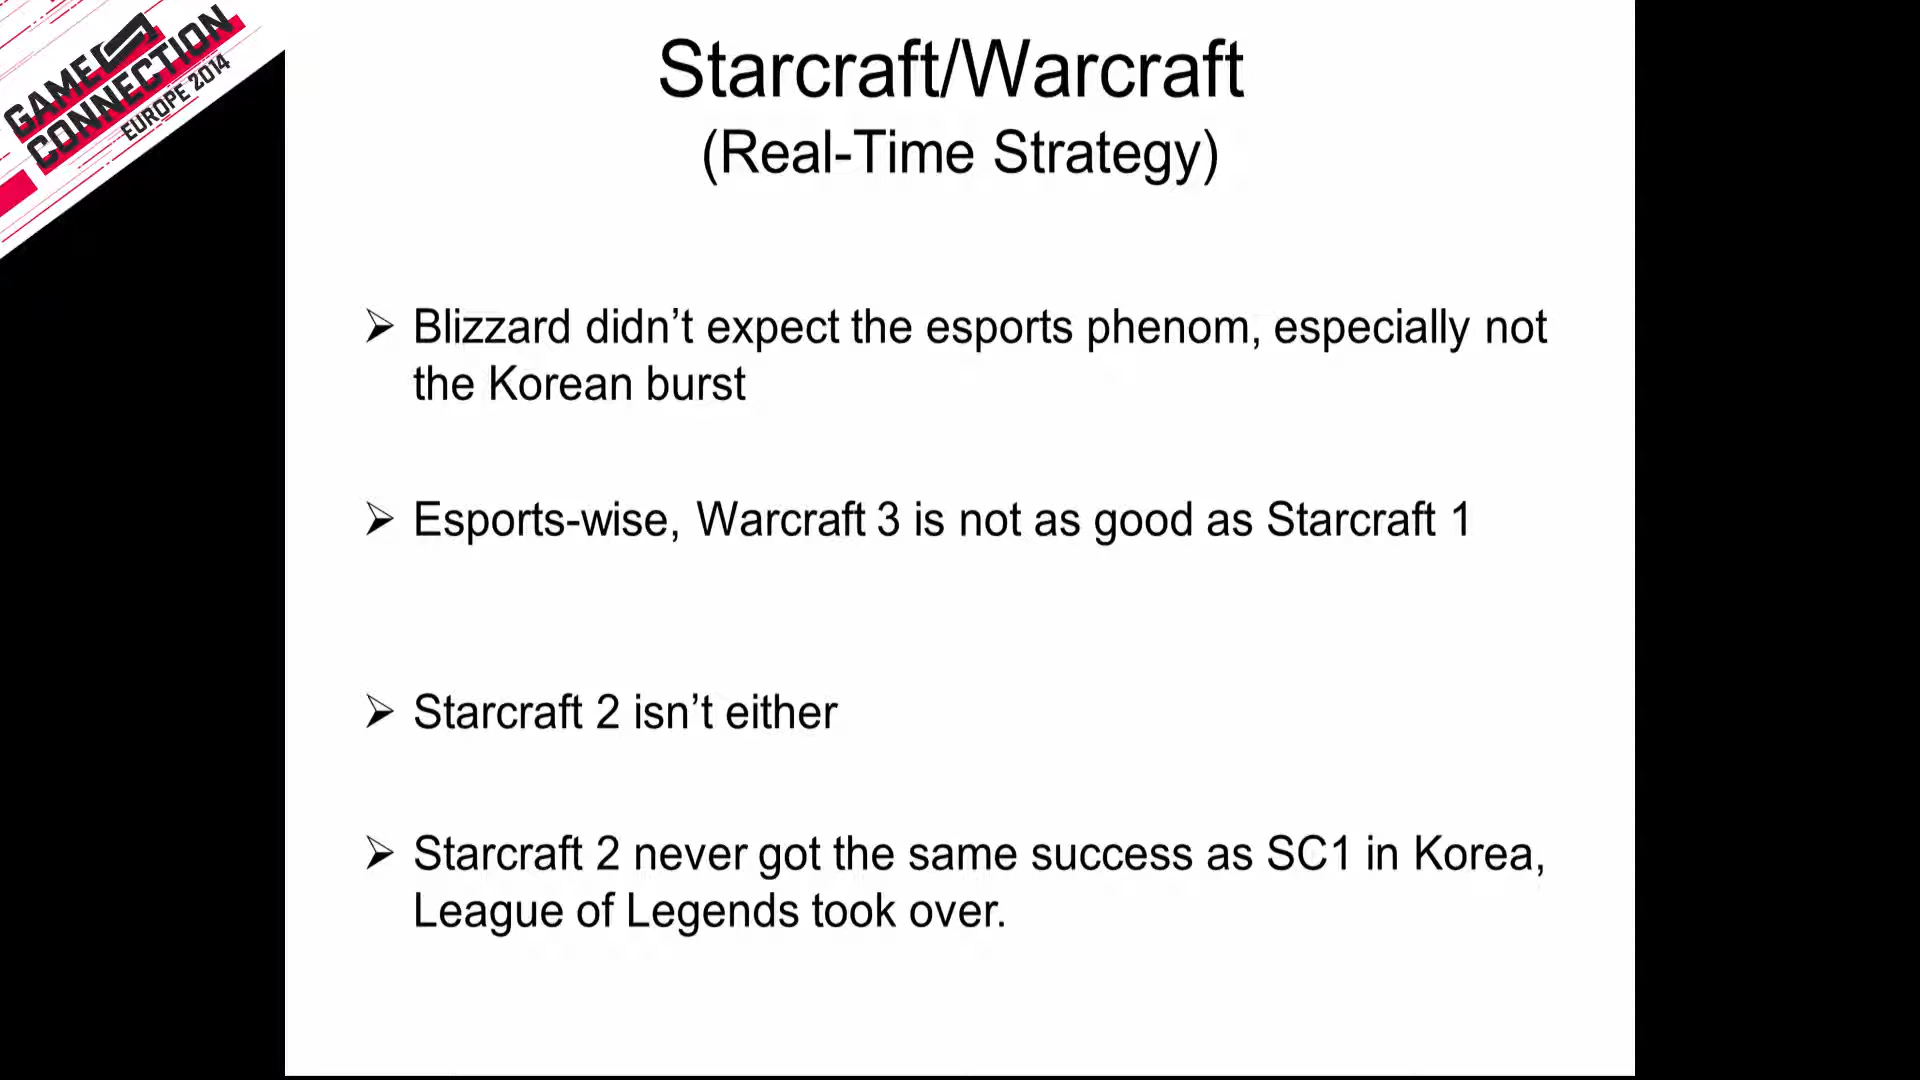 GAME
CONNECTION
EUROPE 2014
Starcraft/Warcraft
(Real-Time Strategy)
➢ Blizzard didn’t expect the esports phenom, especially not
the Korean burst
➢ Esports-wise, Warcraft 3 is not as good as Starcraft 1
➢ Starcraft 2 isn’t either
➢ Starcraft 2 never got the same success as SC1 in Korea,
League of Legends took over.